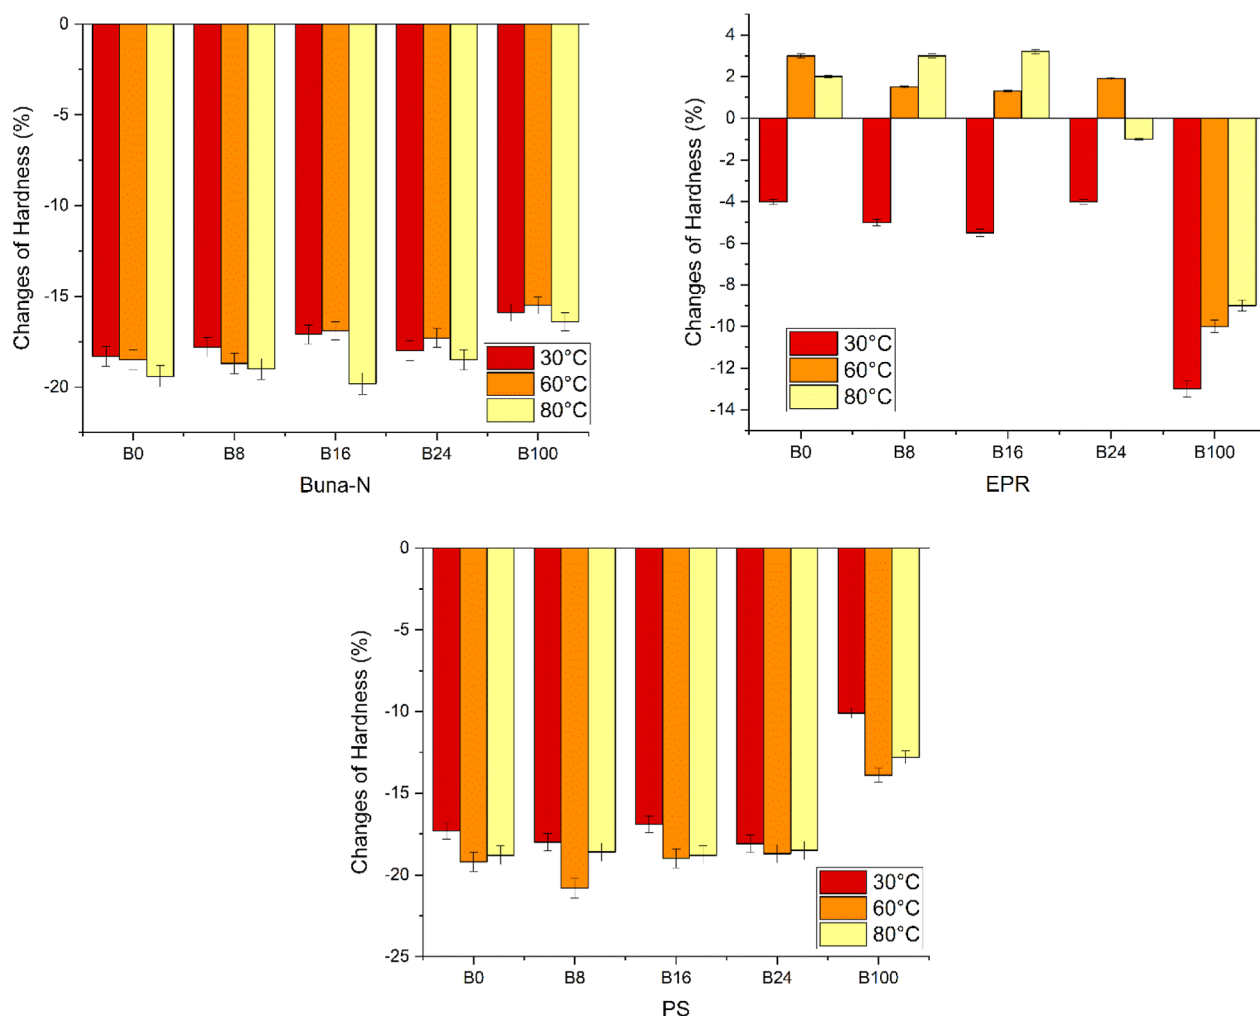 Changes of Hardness (%)
0
-5
-10
-15
-20
30°C
60°C
80°C
B0 B8 B16 B24 B100
Buna-N
Changes of Hardness (%)
4
2
0
-2
-4
-6
-8
-10
-12
-14
30°C
60°C
80°C
B0 B8 B16 B24 B100
EPR
Changes of Hardness (%)
0
-5
-10
-15
-20
-25
30°C
60°C
80°C
B0 B8 B16 B24 B100
PS